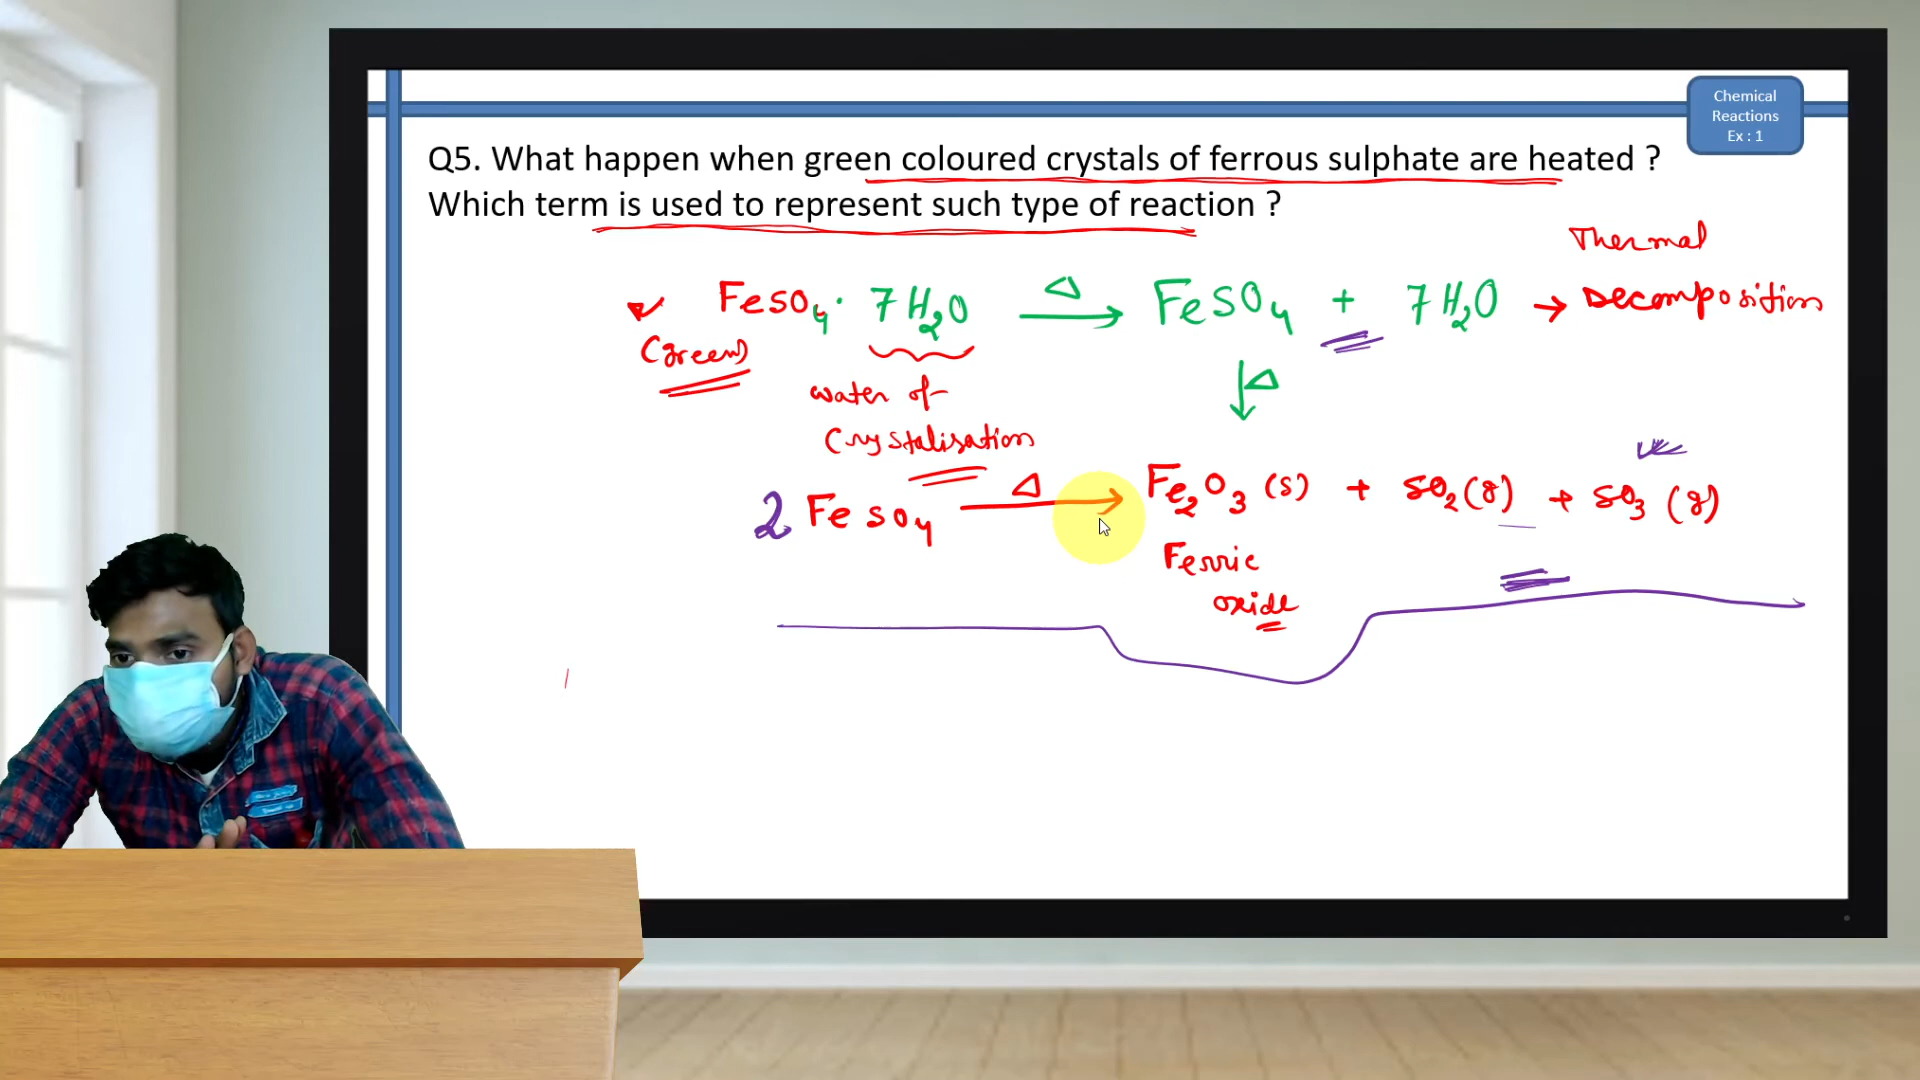 Chemical
Reactions
Ex : 1
Q5. What happen when green coloured crystals of ferrous sulphate are heated ?
Which term is used to represent such type of reaction ?
Thermal
FeSO4 · 7H2O Δ→ FeSO4 + 7H2O → Decomposition
(Green)
Δ
water of
Crystalisation
2 FeSO4 Δ→ Fe2O3 (s) + SO2 (g) + SO3 (g)
Ferric
oxide